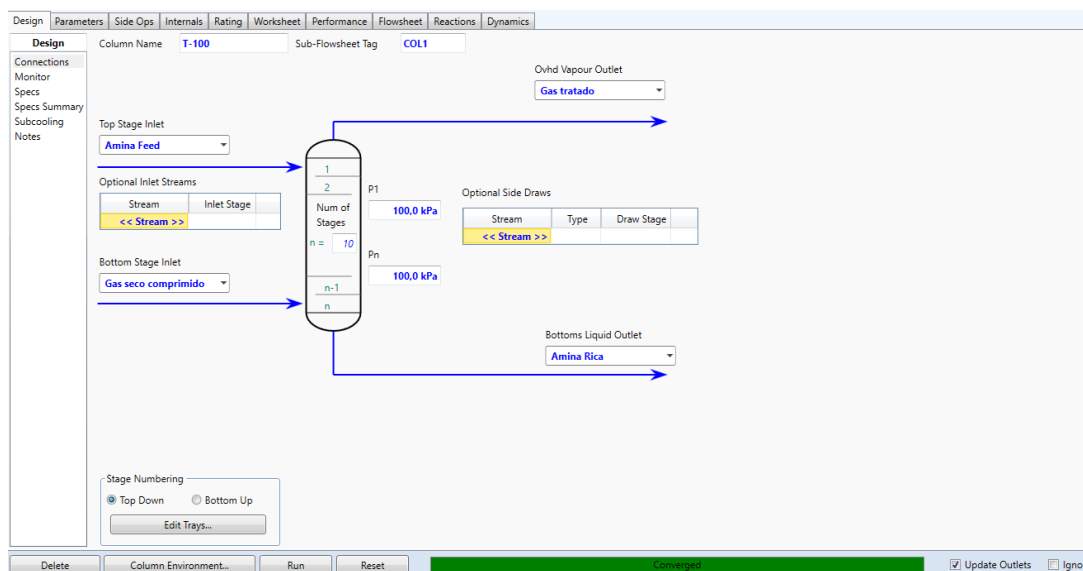 Design Parameters Side Ops Internals Rating Worksheet Performance Flowsheet Reactions Dynamics
Design
Connections
Monitor
Specs
Specs Summary
Subcooling
Notes
Column Name T-100 Sub-Flowsheet Tag COL1
Ovhd Vapour Outlet
Gas tratado
Top Stage Inlet
Amina Feed
Optional Inlet Streams
Stream Inlet Stage
<< Stream >>
Bottom Stage Inlet
Gas seco comprimido
1
2
Num of
Stages
n = 10
n-1
n
P1
100,0 kPa
Pn
100,0 kPa
Optional Side Draws
Stream Type Draw Stage
<< Stream >>
Bottoms Liquid Outlet
Amina Rica
Stage Numbering
Top Down Bottom Up
Edit Trays...
Delete Column Environment... Run Reset Converged Update Outlets Igno